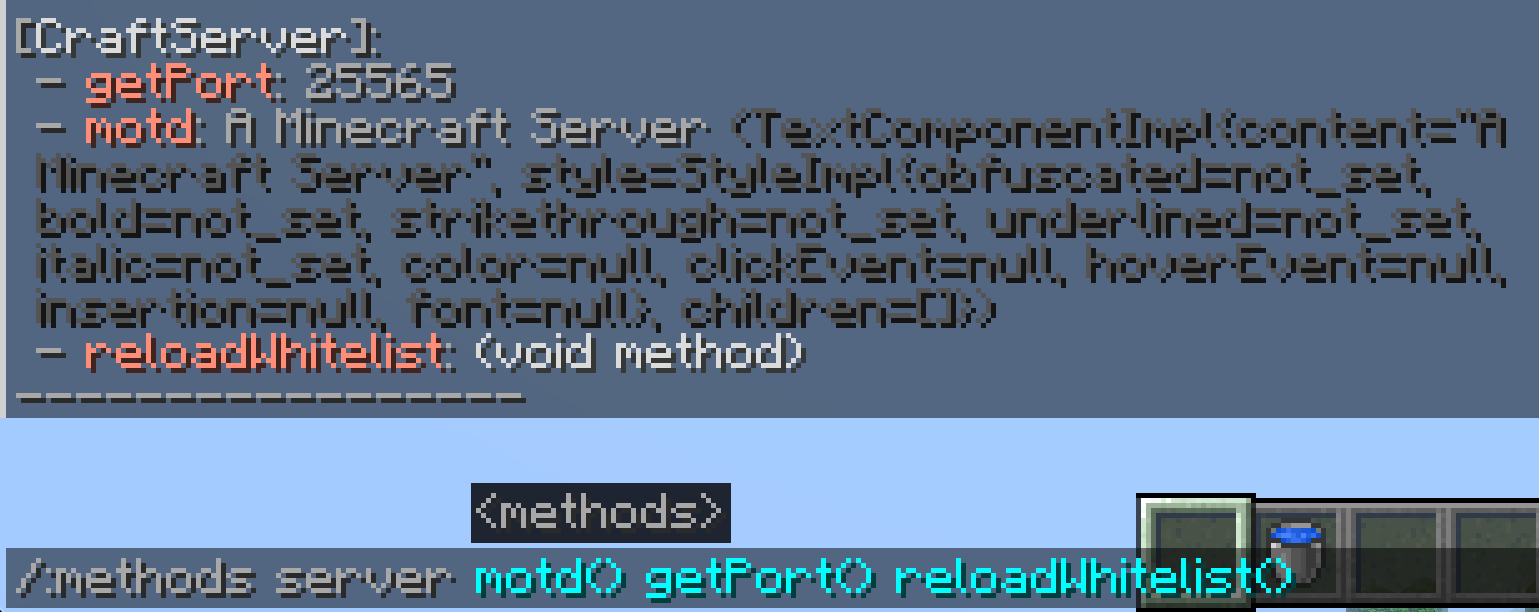 [CraftServer]:
- getPort: 25565
- motd: A Minecraft Server (TextComponentImpl{content="A
Minecraft Server", style=StyleImpl{obfuscated=not_set,
bold=not_set, strikethrough=not_set, underlined=not_set,
italic=not_set, color=null, clickEvent=null, hoverEvent=null,
insertion=null, font=null}, children=[]})
- reloadWhitelist: (void method)
-----------------
<methods>
/:methods server motd() getPort() reloadWhitelist()